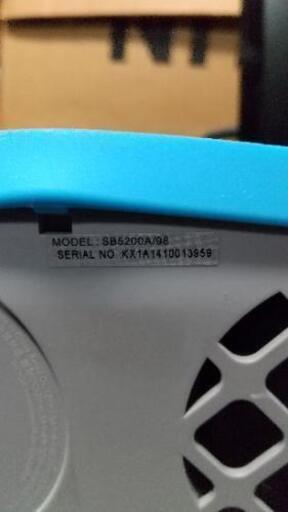 MODEL: SB5200A/98
SERIAL NO KX1A1410013959